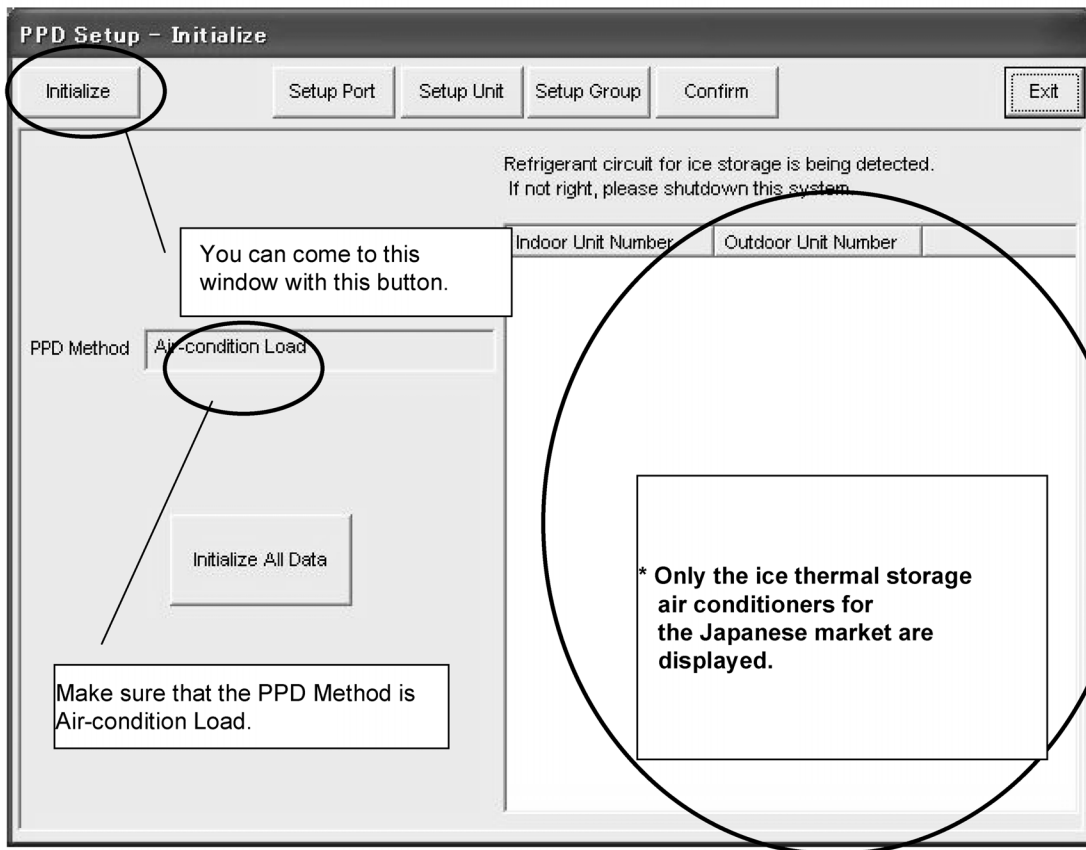 PPD Setup - Initialize
Initialize
Setup Port
Setup Unit
Setup Group
Confirm
Exit
Refrigerant circuit for ice storage is being detected.
If not right, please shutdown this system.
Indoor Unit Number
Outdoor Unit Number
You can come to this
window with this button.
PPD Method
Air-condition Load
Initialize All Data
* Only the ice thermal storage
air conditioners for
the Japanese market are
displayed.
Make sure that the PPD Method is
Air-condition Load.